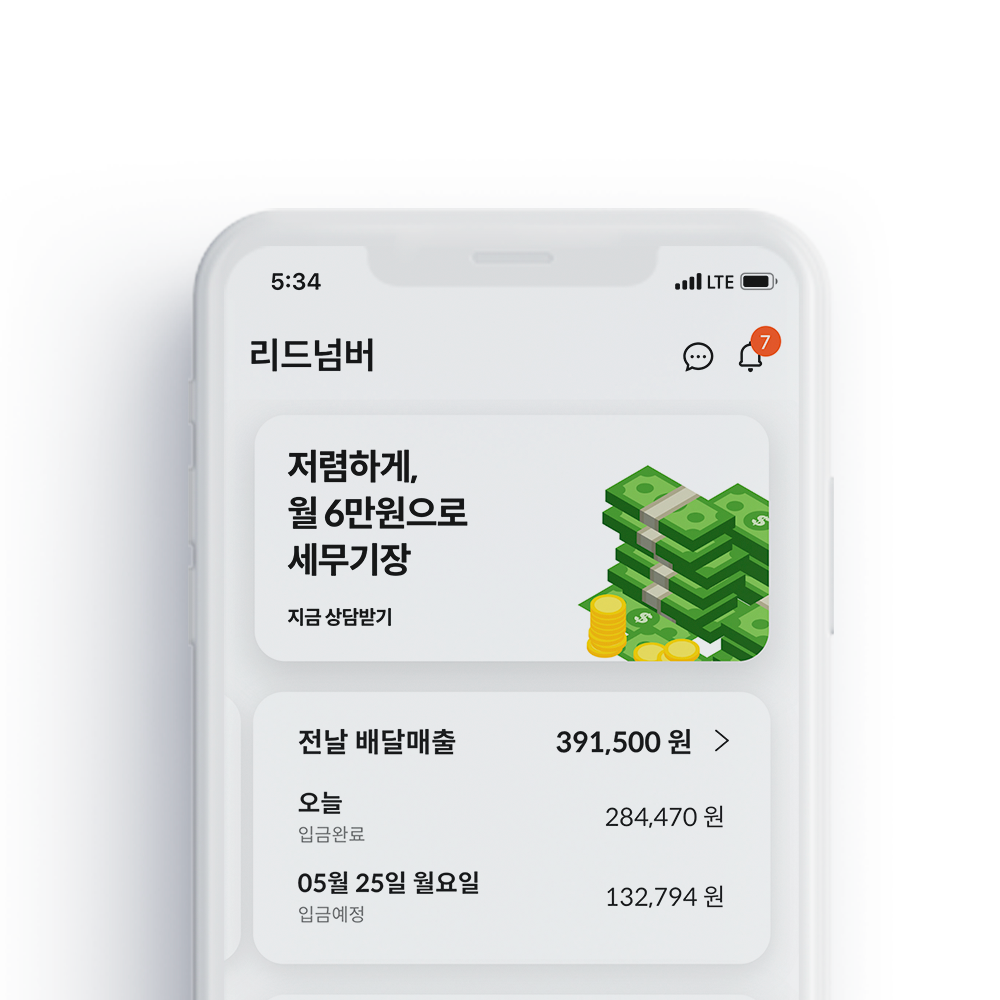 5:34
LTE
리드넘버
7
저렴하게,
월 6만원으로
세무기장
지금 상담받기
전날 배달매출
391,500 원
오늘
입금완료
284,470 원
05월 25일 월요일
입금예정
132,794 원